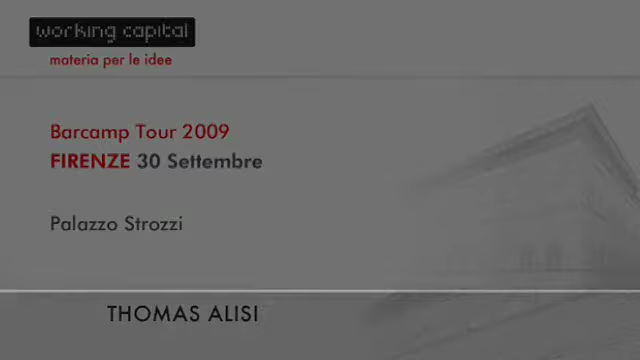 working capital
materia per le idee
Barcamp Tour 2009
FIRENZE 30 Settembre
Palazzo Strozzi
THOMAS ALISI